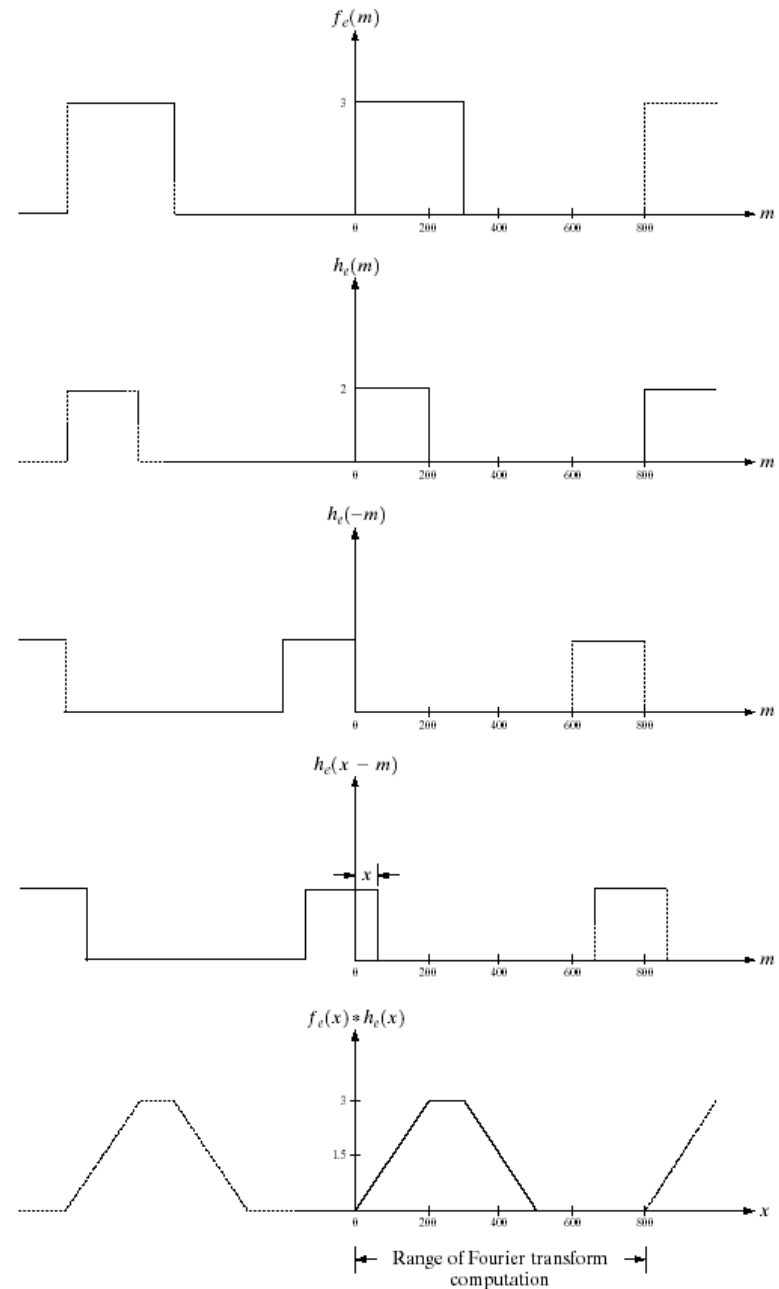 f_e(m)
3
m
0 200 400 600 800
h_e(m)
2
m
0 200 400 600 800
h_e(−m)
m
0 200 400 600 800
h_e(x − m)
x
m
0 200 400 600 800
f_e(x) * h_e(x)
3
1.5
x
0 200 400 600 800
Range of Fourier transform
computation